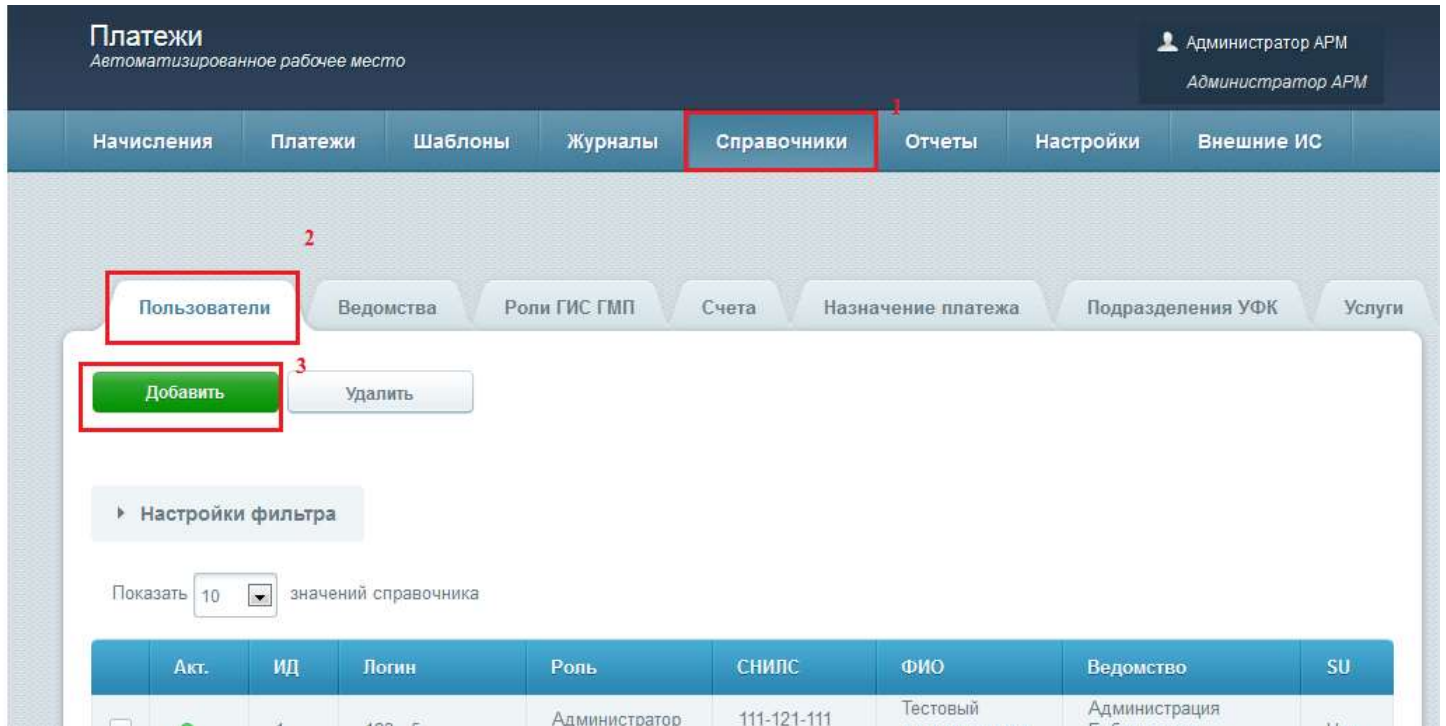 Платежи
Автоматизированное рабочее место
Администратор АРМ
Администратор АРМ
1
Начисления Платежи Шаблоны Журналы Справочники Отчеты Настройки Внешние ИС
2
Пользователи Ведомства Роли ГИС ГМП Счета Назначение платежа Подразделения УФК Услуги
3
Добавить Удалить
Настройки фильтра
Показать 10 значений справочника
Акт. ИД Логин Роль СНИЛС ФИО Ведомство SU
Администратор 111-121-111 Тестовый Администрация